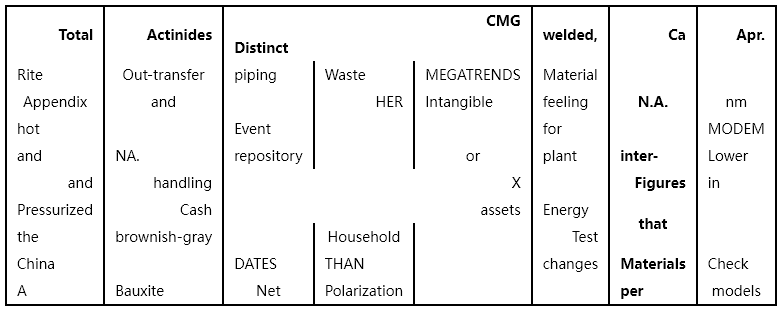 Total Actinides CMG Distinct welded, Ca Apr.
Rite Out-transfer piping Waste MEGATRENDS Material
Appendix and HER Intangible feeling N.A. nm
hot Event for MODEM
and NA. repository or plant inter- Lower
and handling X Figures in
Pressurized Cash assets Energy that
the brownish-gray Household Test
China DATES THAN changes Materials Check
A Bauxite Net Polarization per models